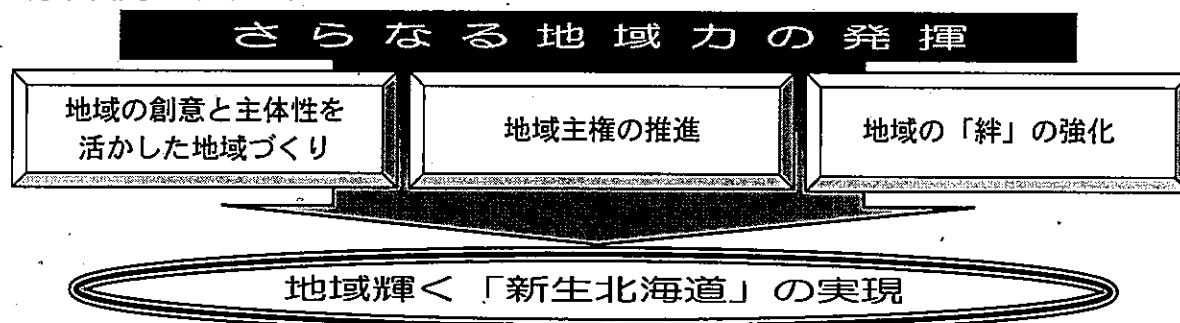 さらなる地域力の発揮
地域の創意と主体性を
活かした地域づくり
地域主権の推進
地域の「絆」の強化
地域輝く「新生北海道」の実現